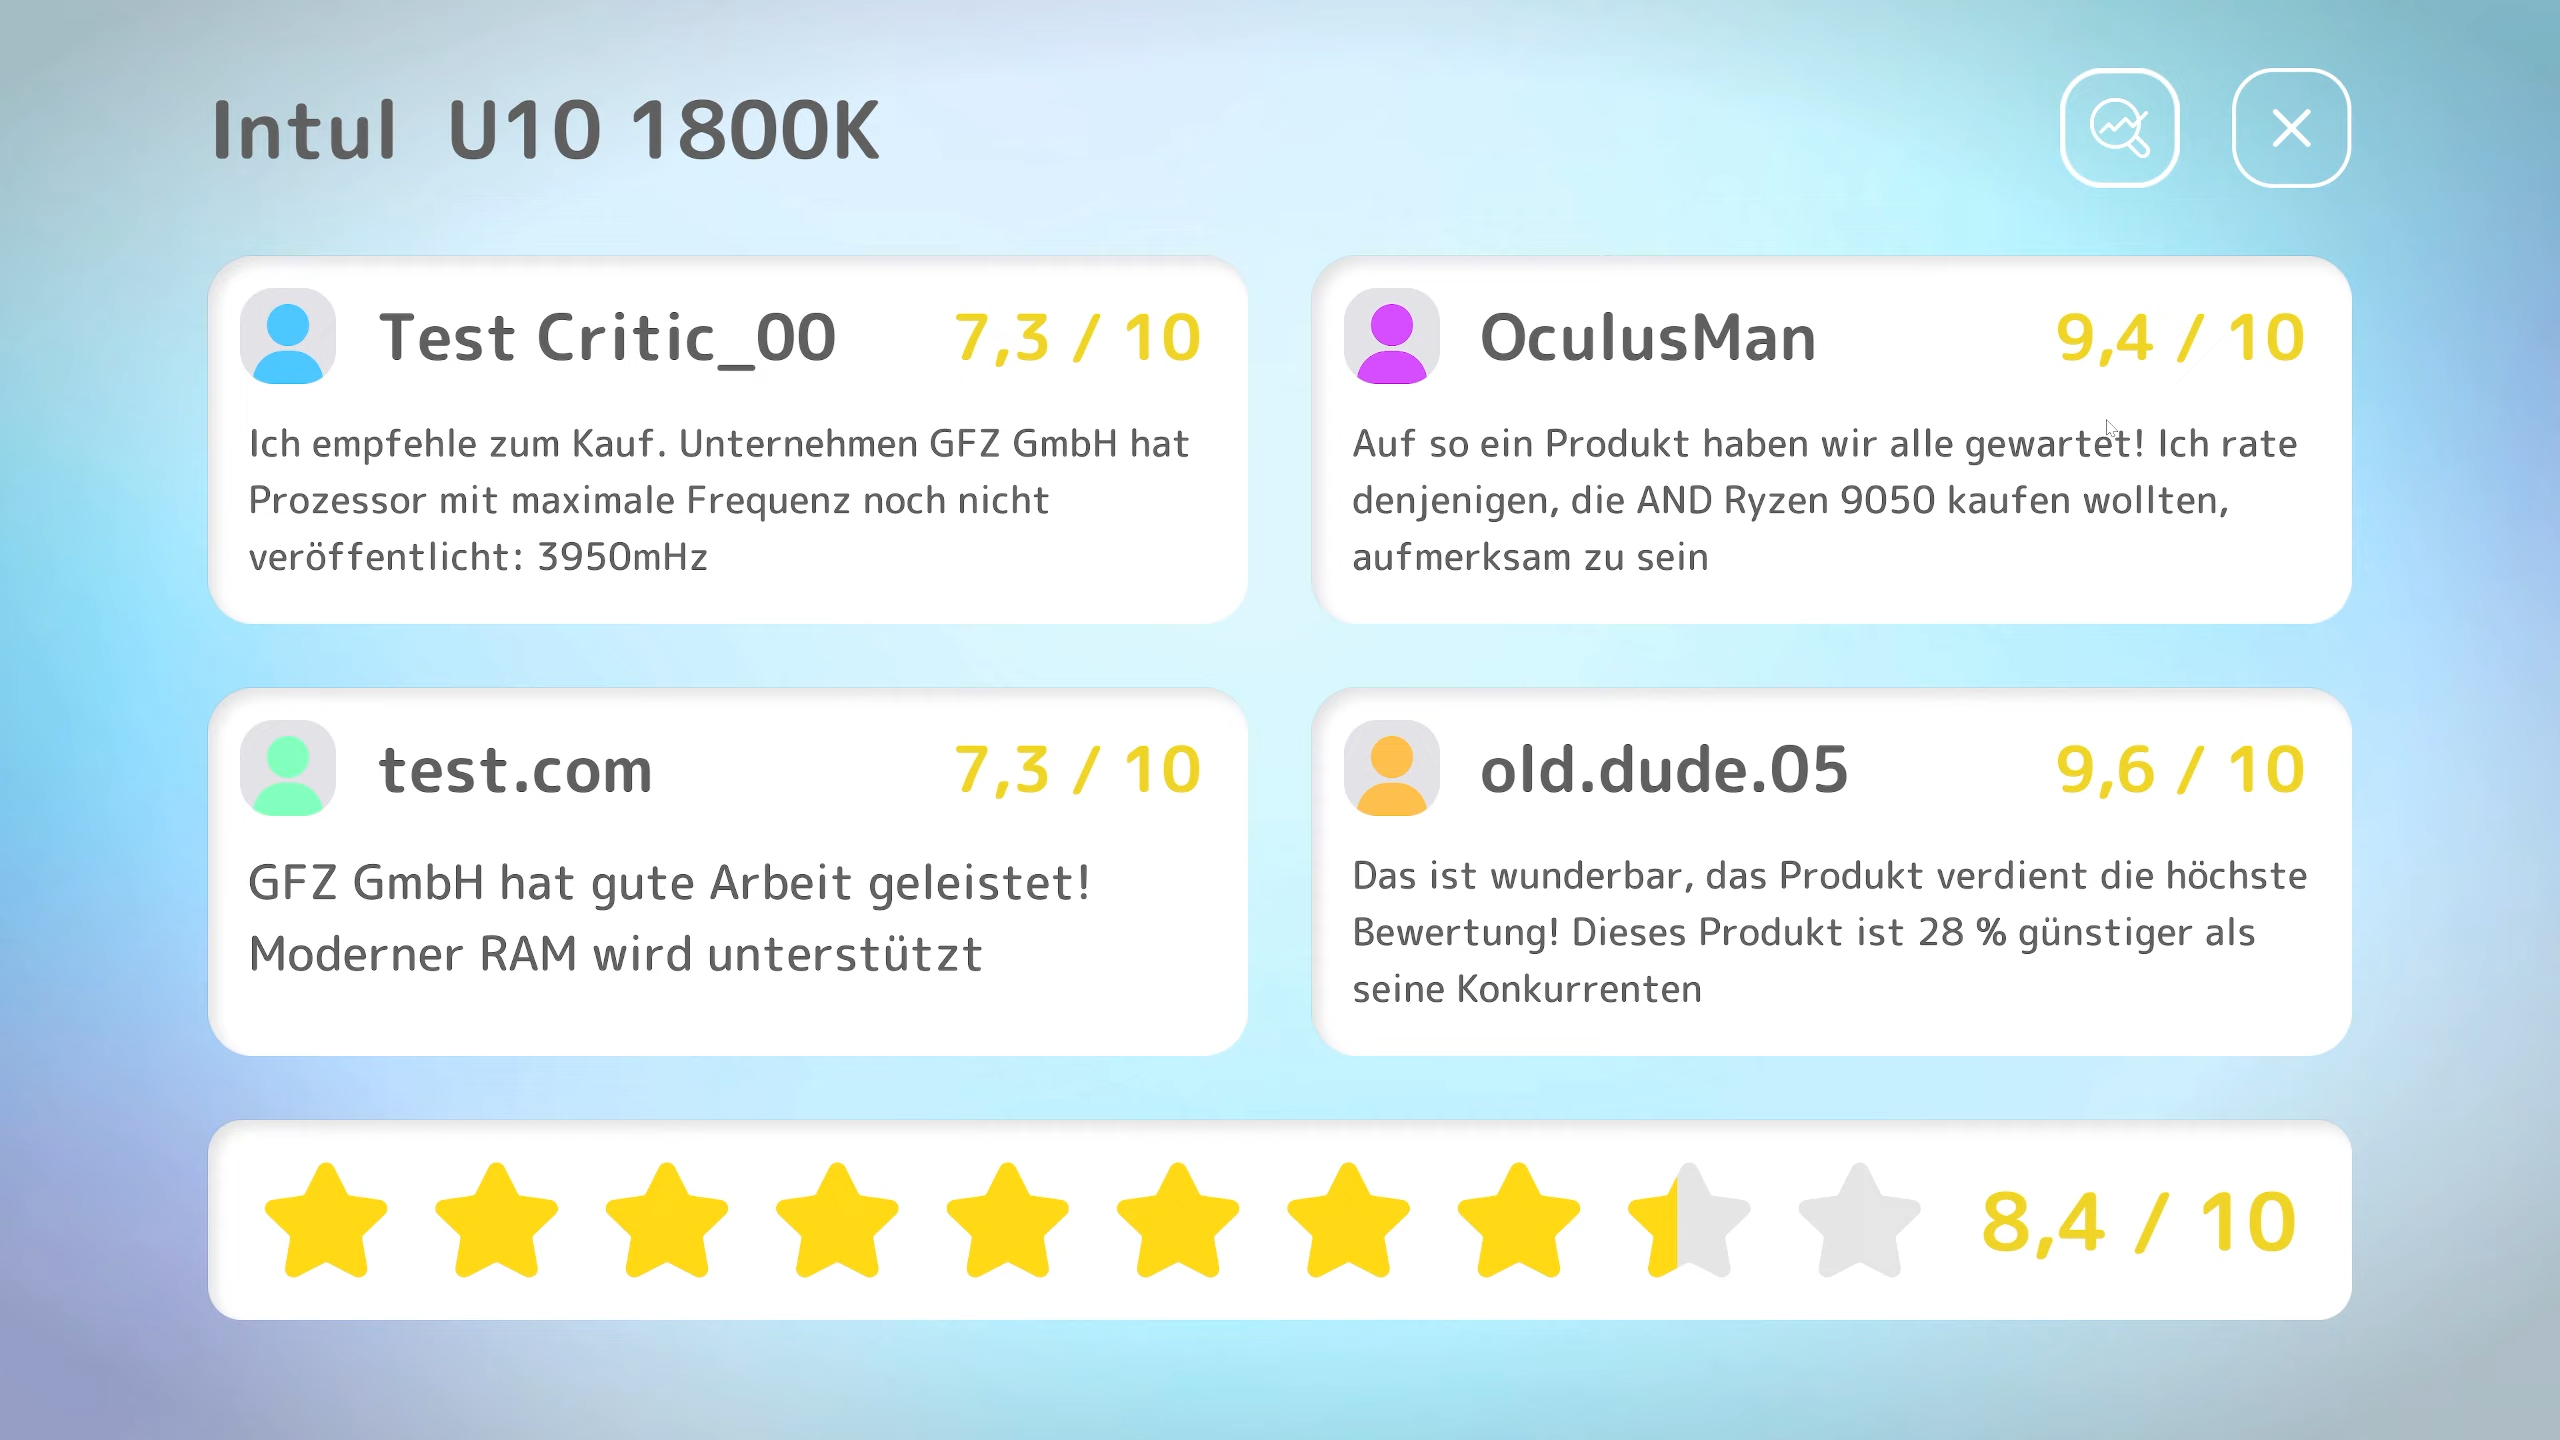 Intul U10 1800K
Test Critic_00 7,3 / 10
Ich empfehle zum Kauf. Unternehmen GFZ GmbH hat
Prozessor mit maximale Frequenz noch nicht
veröffentlicht: 3950mHz
OculusMan 9,4 / 10
Auf so ein Produkt haben wir alle gewartet! Ich rate
denjenigen, die AND Ryzen 9050 kaufen wollten,
aufmerksam zu sein
test.com 7,3 / 10
GFZ GmbH hat gute Arbeit geleistet!
Moderner RAM wird unterstützt
old.dude.05 9,6 / 10
Das ist wunderbar, das Produkt verdient die höchste
Bewertung! Dieses Produkt ist 28 % günstiger als
seine Konkurrenten
8,4 / 10